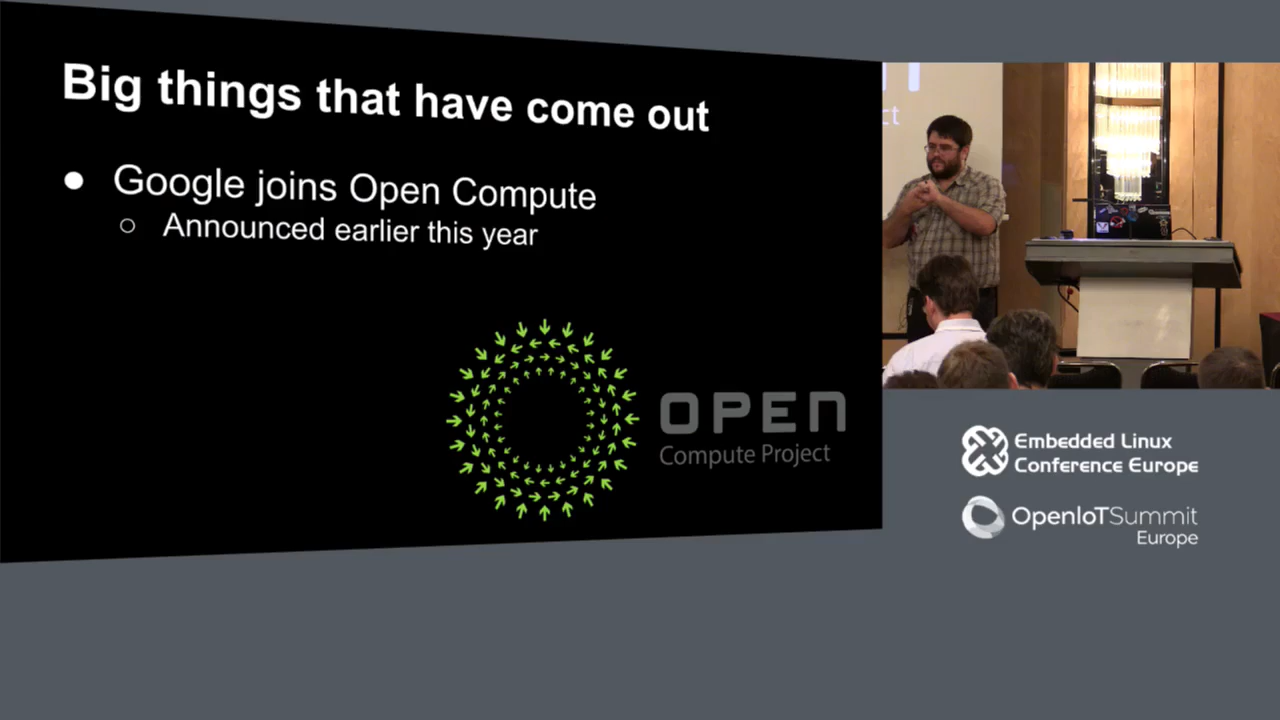 Big things that have come out
● Google joins Open Compute
○ Announced earlier this year
OPEN
Compute Project
ct
Embedded Linux
Conference Europe
OpenIoTSummit
Europe